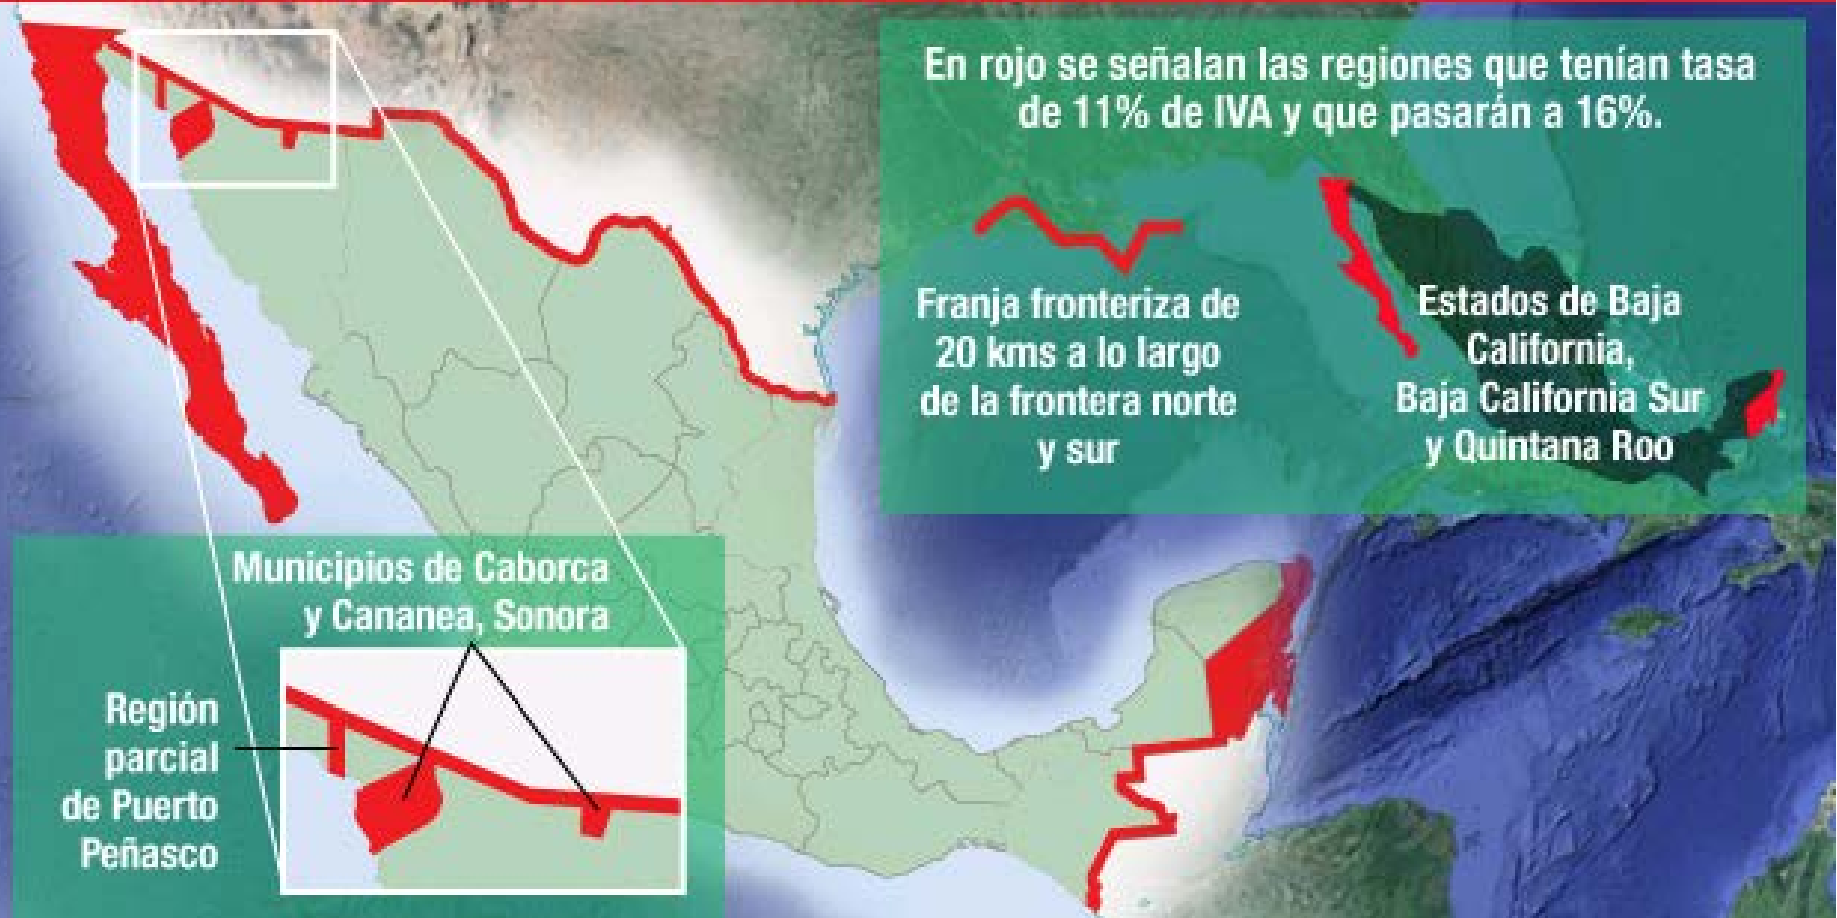 En rojo se señalan las regiones que tenían tasa
de 11% de IVA y que pasarán a 16%.
Franja fronteriza de
20 kms a lo largo
de la frontera norte
y sur
Estados de Baja
California,
Baja California Sur
y Quintana Roo
Municipios de Caborca
y Cananea, Sonora
Región
parcial
de Puerto
Peñasco